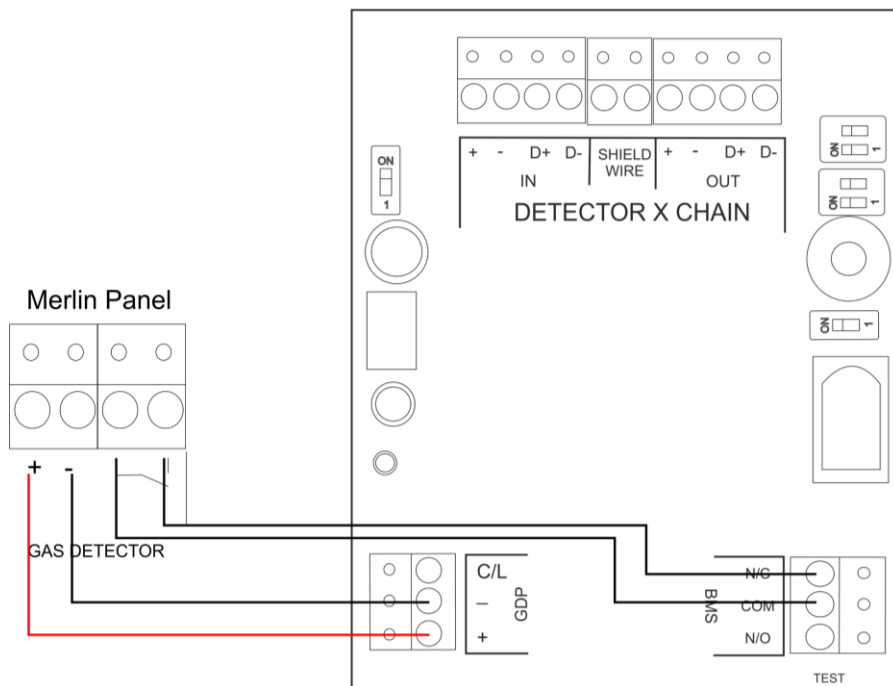 + - D+ D- SHIELD WIRE + - D+ D-
IN OUT
DETECTOR X CHAIN
ON
1
ON 1
ON 1
ON 1
Merlin Panel
+ -
GAS DETECTOR
C/L
–
+
GDP
BMS
N/C
COM
N/O
TEST